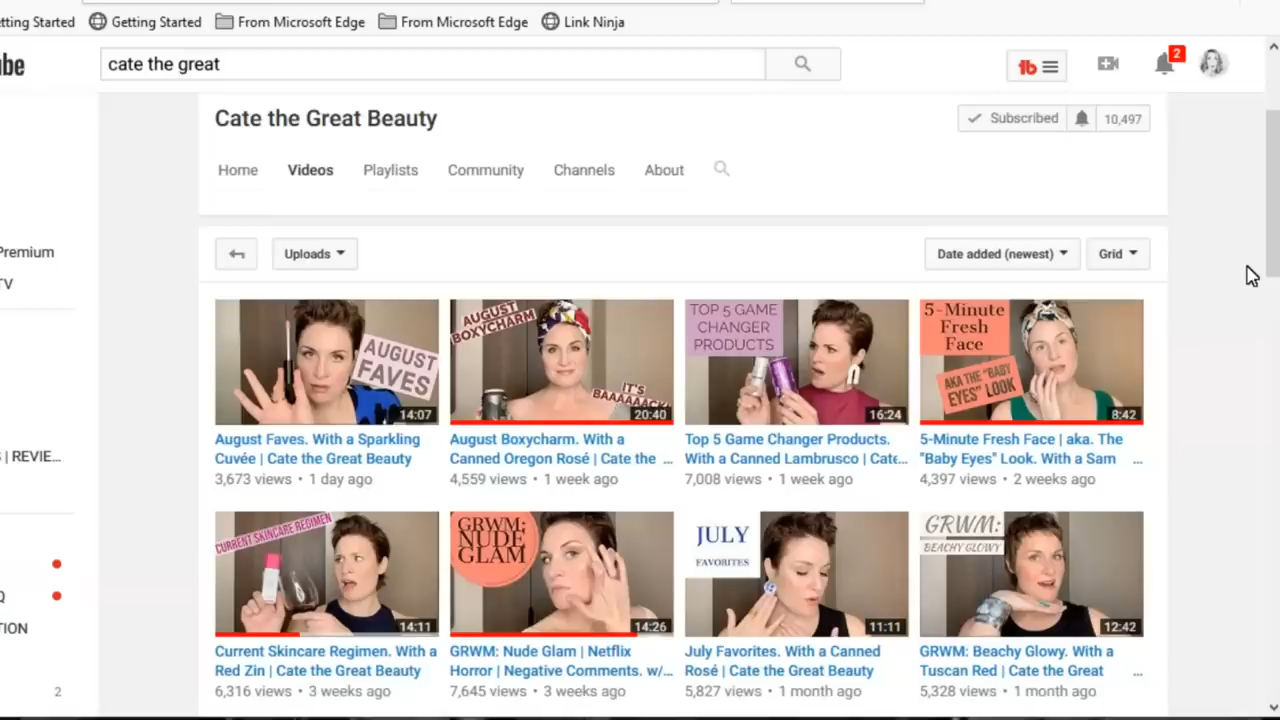 etting Started Getting Started From Microsoft Edge From Microsoft Edge Link Ninja
be
cate the great
2
Cate the Great Beauty
Subscribed 10,497
Home Videos Playlists Community Channels About
Premium
TV
Uploads
Date added (newest) Grid
AUGUST FAVES
14:07
AUGUST BOXYCHARM
IT'S BAAAAAACK
20:40
TOP 5 GAME
CHANGER
PRODUCTS
16:24
5-Minute
Fresh
Face
AKA THE "BABY
EYES" LOOK
8:42
August Faves. With a Sparkling
Cuvée | Cate the Great Beauty
3,673 views • 1 day ago
August Boxycharm. With a
Canned Oregon Rosé | Cate the ...
4,559 views • 1 week ago
Top 5 Game Changer Products.
With a Canned Lambrusco | Cate...
7,008 views • 1 week ago
5-Minute Fresh Face | aka. The
"Baby Eyes" Look. With a Sam ...
4,397 views • 2 weeks ago
| REVIE...
Q
TION
2
CURRENT SKINCARE REGIMEN
14:11
GRWM:
NUDE
GLAM
14:26
JULY
FAVORITES
11:11
GRWM:
BEACHY GLOWY
12:42
Current Skincare Regimen. With a
Red Zin | Cate the Great Beauty
6,316 views • 3 weeks ago
GRWM: Nude Glam | Netflix
Horror | Negative Comments. w/...
7,645 views • 3 weeks ago
July Favorites. With a Canned
Rosé | Cate the Great Beauty
5,827 views • 1 month ago
GRWM: Beachy Glowy. With a
Tuscan Red | Cate the Great ...
5,328 views • 1 month ago